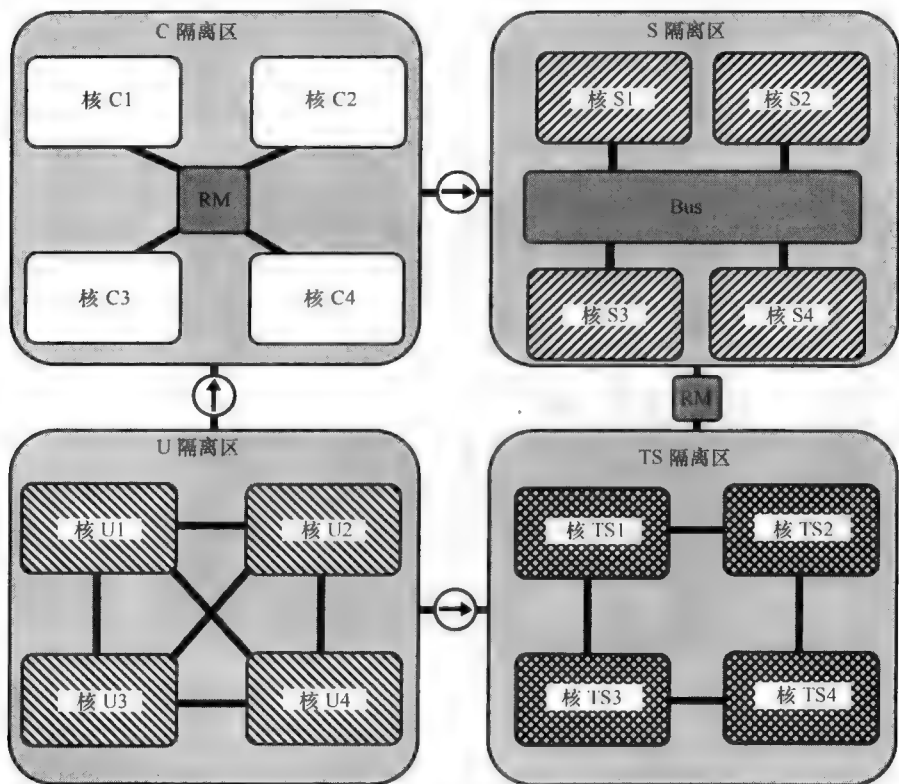 C 隔离区
核 C1
核 C2
RM
核 C3
核 C4
S 隔离区
核 S1
核 S2
Bus
核 S3
核 S4
RM
U 隔离区
核 U1
核 U2
核 U3
核 U4
TS 隔离区
核 TS1
核 TS2
核 TS3
核 TS4